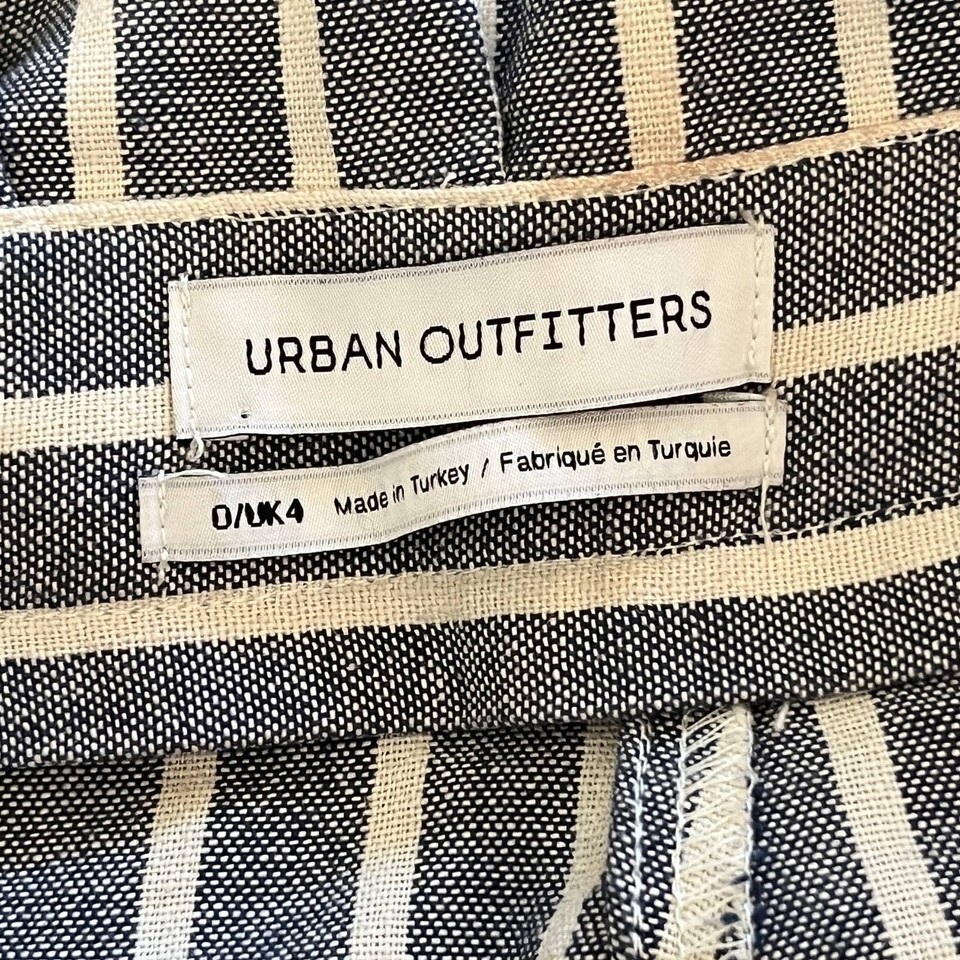 URBAN OUTFITTERS
0/UK4 Made in Turkey / Fabriqué en Turquie